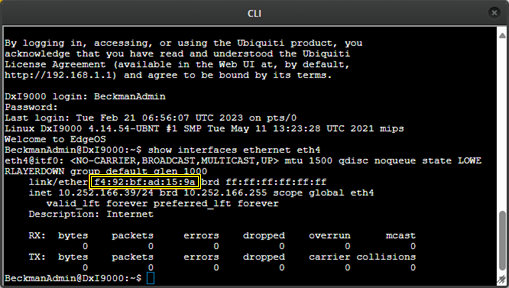 CLI
By logging in, accessing, or using the Ubiquiti product, you
acknowledge that you have read and understood the Ubiquiti
License Agreement (available in the Web UI at, by default,
http://192.168.1.1) and agree to be bound by its terms.
DxI9000 login: BeckmanAdmin
Password:
Last login: Tue Feb 21 06:56:07 UTC 2023 on pts/0
Linux DxI9000 4.14.54-UBNT #1 SMP Tue May 11 13:23:28 UTC 2021 mips
Welcome to EdgeOS
BeckmanAdmin@DxI9000:~$ show interfaces ethernet eth4
eth4@itf0: <NO-CARRIER,BROADCAST,MULTICAST,UP> mtu 1500 qdisc noqueue state LOWE
RLAYERDOWN group default qlen 1000
link/ether f4:92:bf:ad:15:9a brd ff:ff:ff:ff:ff:ff
inet 10.252.166.39/24 brd 10.252.166.255 scope global eth4
valid_lft forever preferred_lft forever
Description: Internet
RX: bytes packets errors dropped overrun mcast
0 0 0 0 0 0
TX: bytes packets errors dropped carrier collisions
0 0 0 0 0 0
BeckmanAdmin@DxI9000:~$